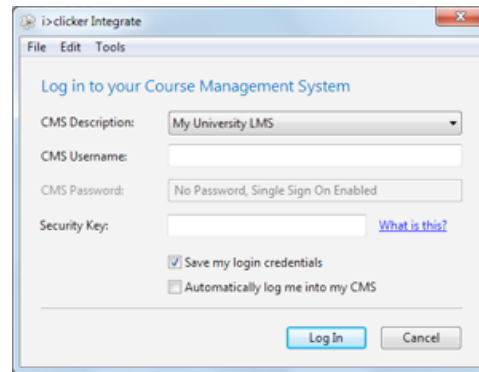 i>clicker Integrate
File Edit Tools
Log in to your Course Management System
CMS Description: My University LMS
CMS Username:
CMS Password: No Password, Single Sign On Enabled
Security Key: What is this?
Save my login credentials
Automatically log me into my CMS
Log In Cancel